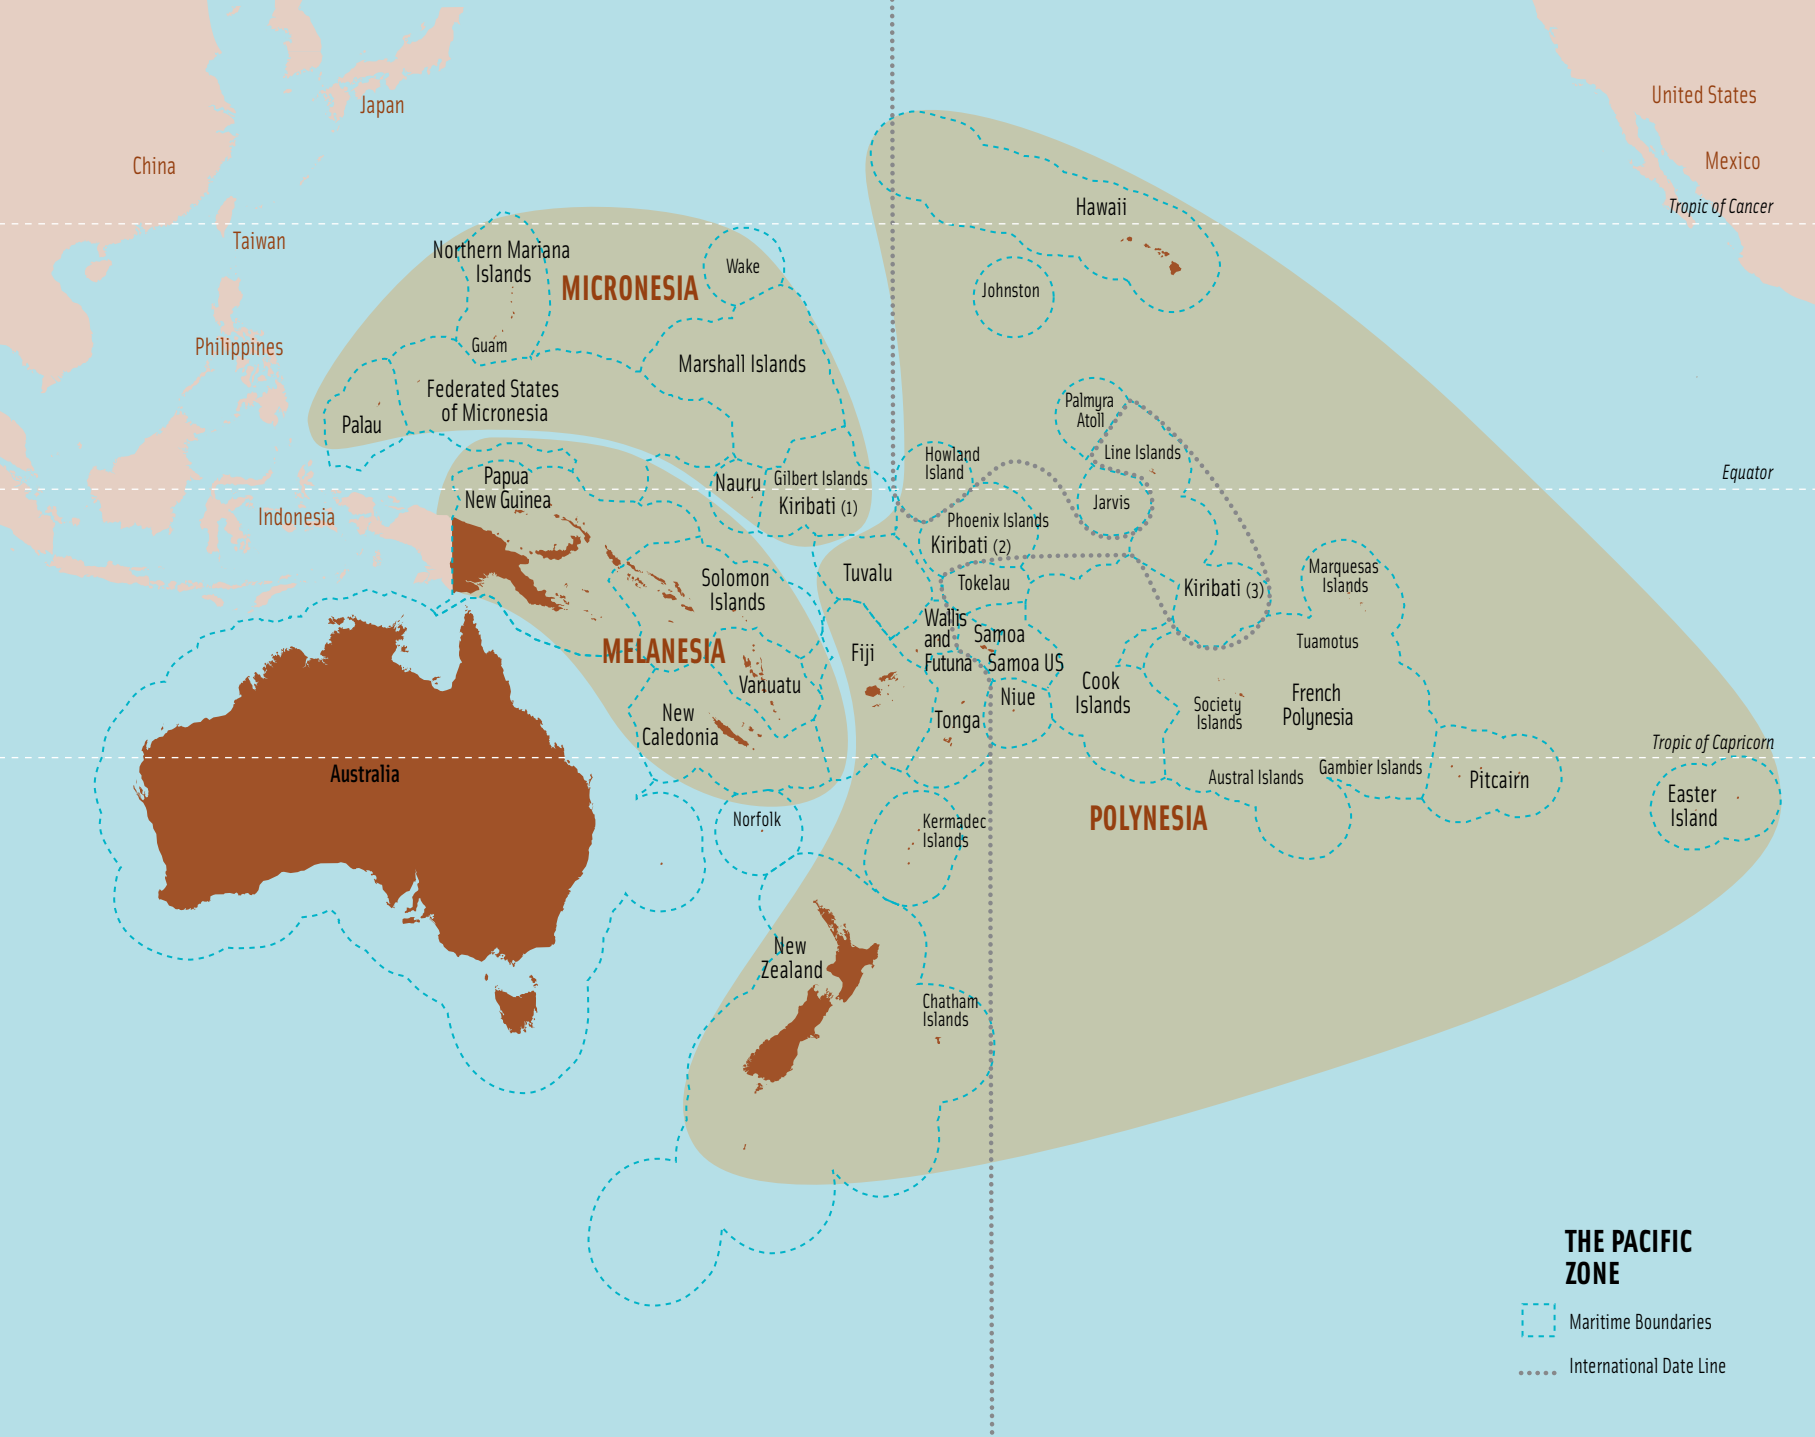 United States
Japan
Mexico
China
Tropic of Cancer
Hawaii
Taiwan
Northern Mariana
Islands
MICRONESIA
Wake
Johnston
Philippines
Guam
Marshall Islands
Federated States
of Micronesia
Palau
Palmyra
Atoll
Line Islands
Howland
Island
Equator
Papua
New Guinea
Nauru
Gilbert Islands
Kiribati (1)
Jarvis
Indonesia
Phoenix Islands
Kiribati (2)
Tuvalu
Tokelau
Solomon
Islands
Kiribati (3)
Marquesas
Islands
Wallis
and
Futuna
Samoa
Samoa US
MELANESIA
Fiji
Tuamotus
Vanuatu
Niue
Cook
Islands
French
Polynesia
Society
Islands
New
Caledonia
Tonga
Tropic of Capricorn
Australia
Austral Islands
Gambier Islands
Pitcairn
Easter
Island
Norfolk
Kermadec
Islands
POLYNESIA
New
Zealand
Chatham
Islands
THE PACIFIC
ZONE
Maritime Boundaries
International Date Line